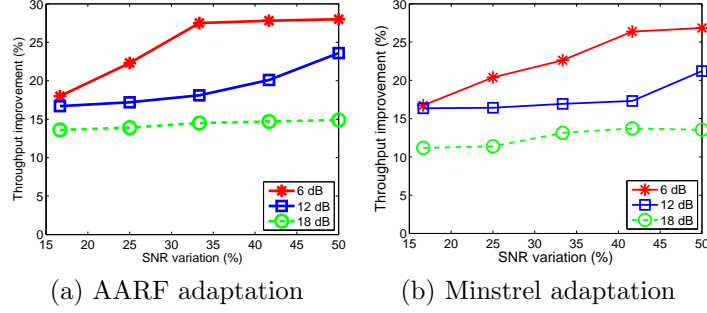 Throughput improvement (%)
30
25
20
15
10
5
0
15 20 25 30 35 40 45 50
SNR variation (%)
6 dB
12 dB
18 dB
(a) AARF adaptation
Throughput improvement (%)
30
25
20
15
10
5
0
15 20 25 30 35 40 45 50
SNR variation (%)
6 dB
12 dB
18 dB
(b) Minstrel adaptation